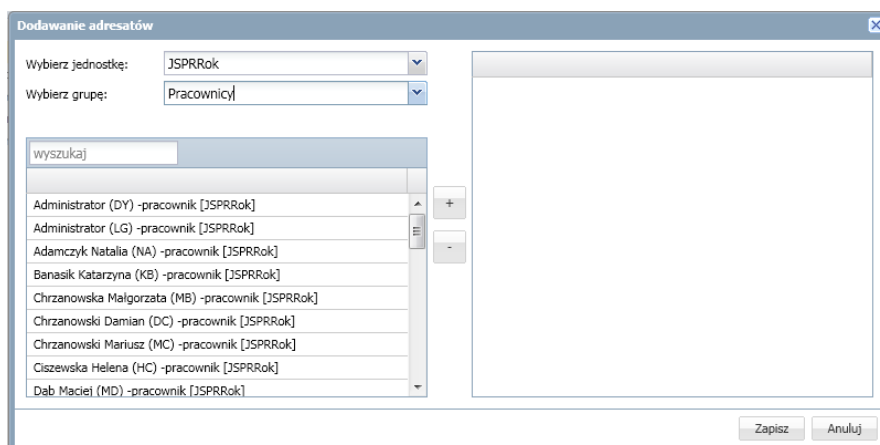 Dodawanie adresatów
Wybierz jednostkę: JSPRRok
Wybierz grupę: Pracownicy
wyszukaj
Administrator (DY) -pracownik [JSPRRok]
Administrator (LG) -pracownik [JSPRRok]
Adamczyk Natalia (NA) -pracownik [JSPRRok]
Banasik Katarzyna (KB) -pracownik [JSPRRok]
Chrzanowska Małgorzata (MB) -pracownik [JSPRRok]
Chrzanowski Damian (DC) -pracownik [JSPRRok]
Chrzanowski Mariusz (MC) -pracownik [JSPRRok]
Ciszewska Helena (HC) -pracownik [JSPRRok]
Dąb Maciej (MD) -pracownik [JSPRRok]
+
-
Zapisz Anuluj